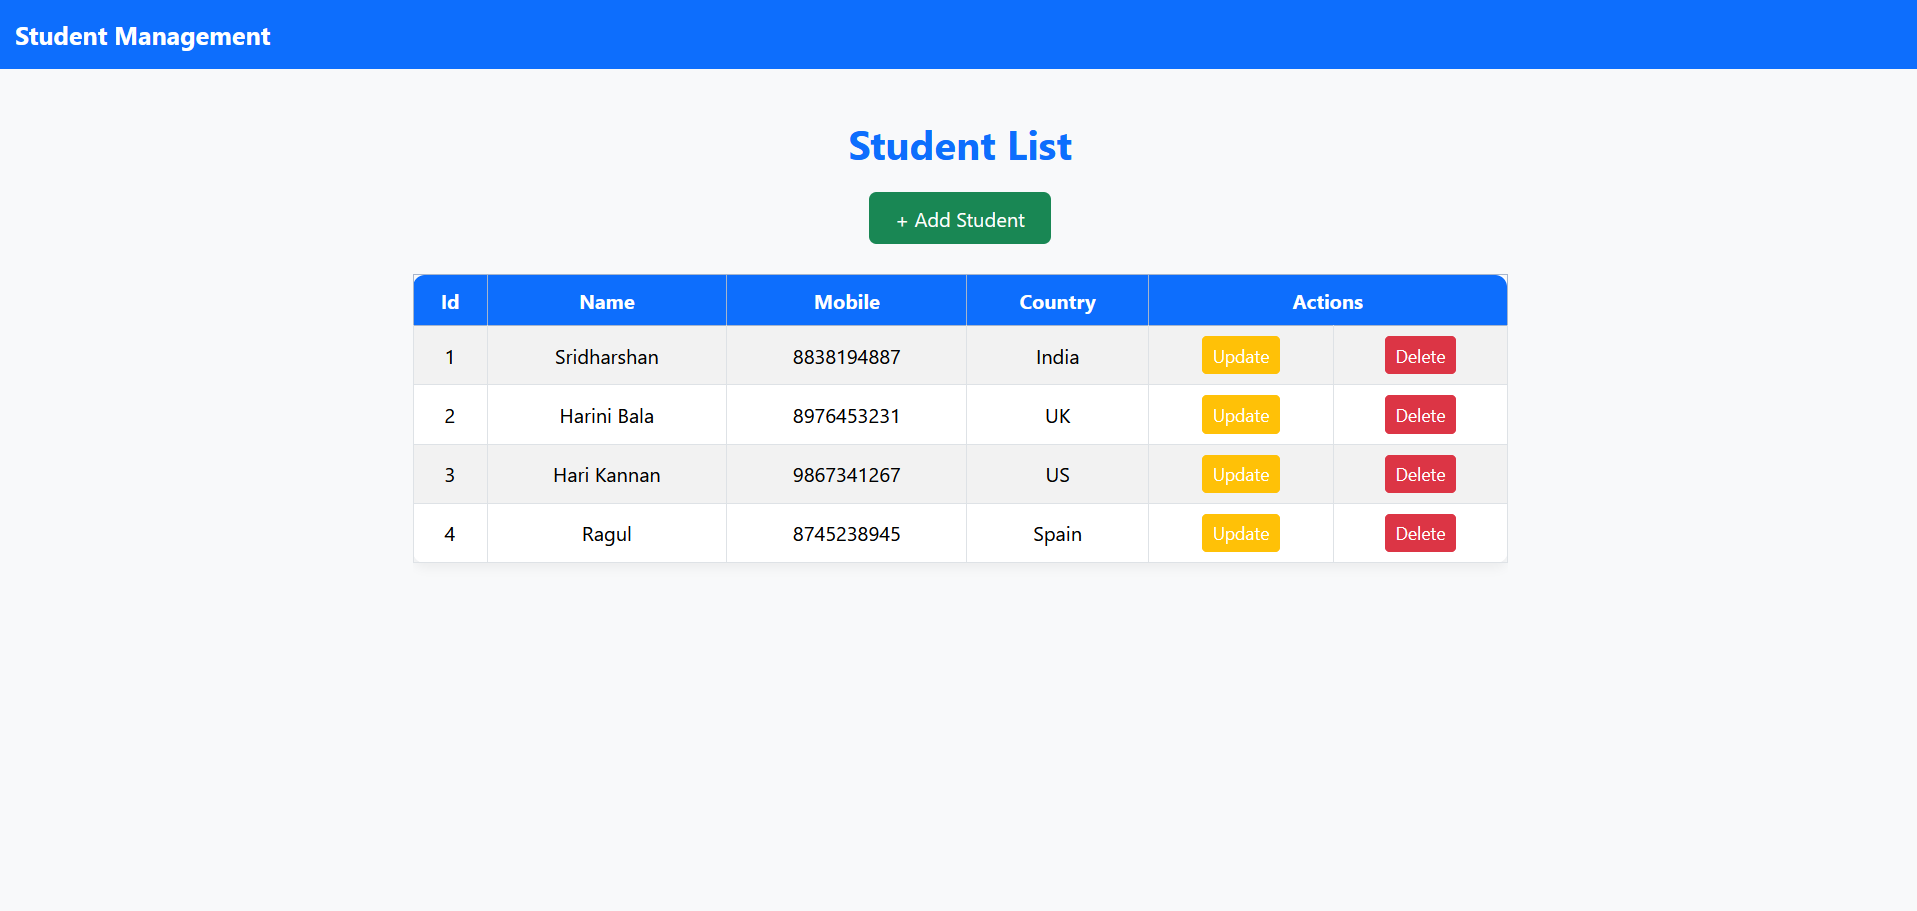 Student Management
Student List
+ Add Student
Id Name Mobile Country Actions
1 Sridharshan 8838194887 India Update Delete
2 Harini Bala 8976453231 UK Update Delete
3 Hari Kannan 9867341267 US Update Delete
4 Ragul 8745238945 Spain Update Delete